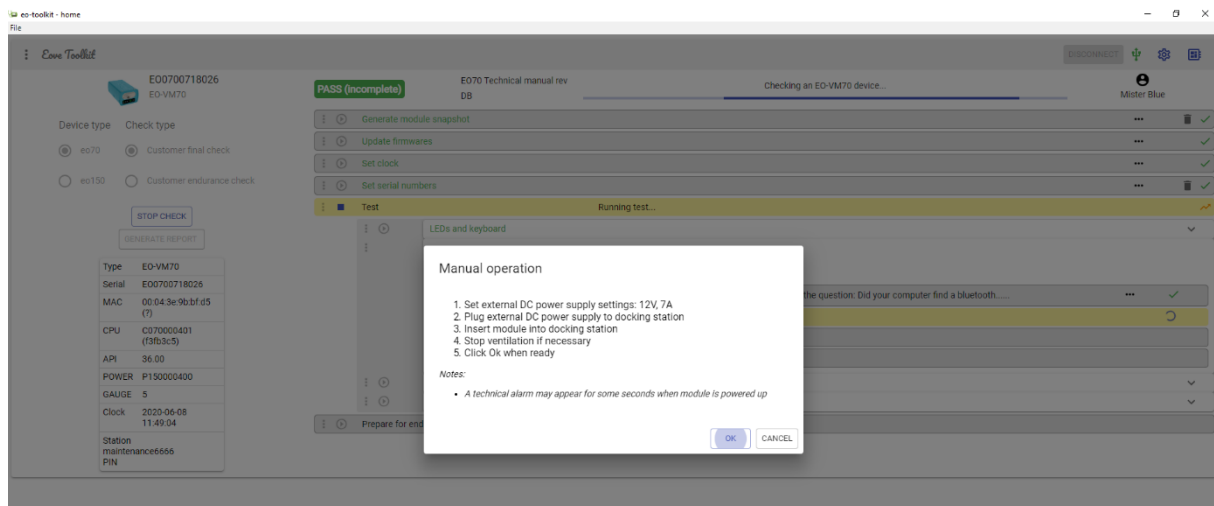 eo-toolkit - home
File
Eove Toolkit
DISCONNECT
EO0700718026
EO-VM70
PASS (Incomplete)
EO70 Technical manual rev
DB
Checking an EO-VM70 device...
Mister Blue
Device type Check type
eo70 Customer final check
eo150 Customer endurance check
STOP CHECK
GENERATE REPORT
Type EO-VM70
Serial EO0700718026
MAC 00:04:3e:9b:bf:d5
(?)
CPU C070000401
(f3fb3c5)
API 36.00
POWER P150000400
GAUGE 5
Clock 2020-06-08
11:49:04
Station
maintenance6666
PIN
Generate module snapshot
Update firmwares
Set clock
Set serial numbers
Test Running test...
LEDs and keyboard
the question: Did your computer find a bluetooth......
Prepare for end
Manual operation
1. Set external DC power supply settings: 12V, 7A
2. Plug external DC power supply to docking station
3. Insert module into docking station
4. Stop ventilation if necessary
5. Click Ok when ready
Notes:
• A technical alarm may appear for some seconds when module is powered up
OK CANCEL